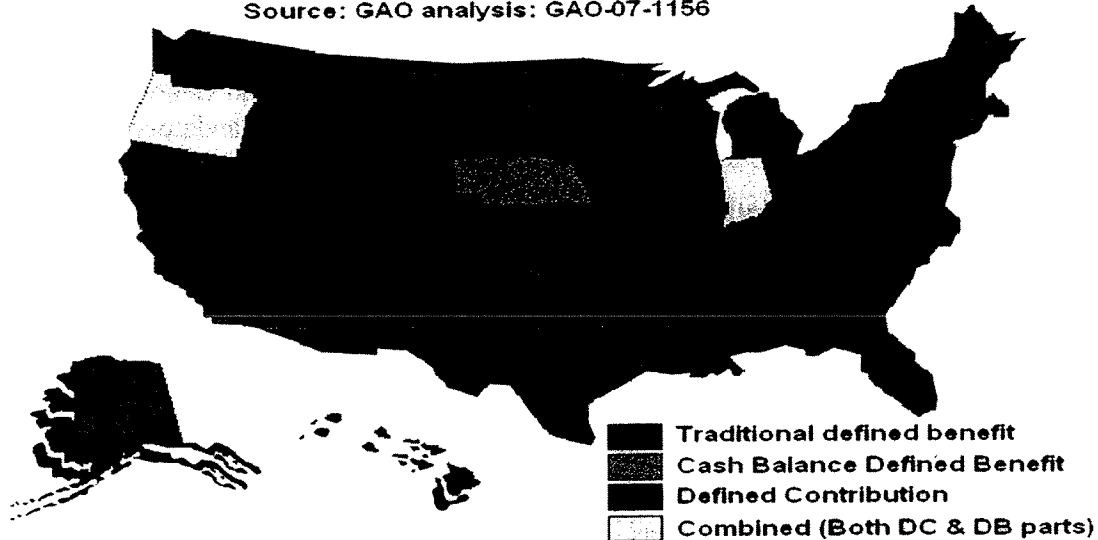 Source: GAO analysis: GAO-07-1156
Traditional defined benefit
Cash Balance Defined Benefit
Defined Contribution
Combined (Both DC & DB parts)